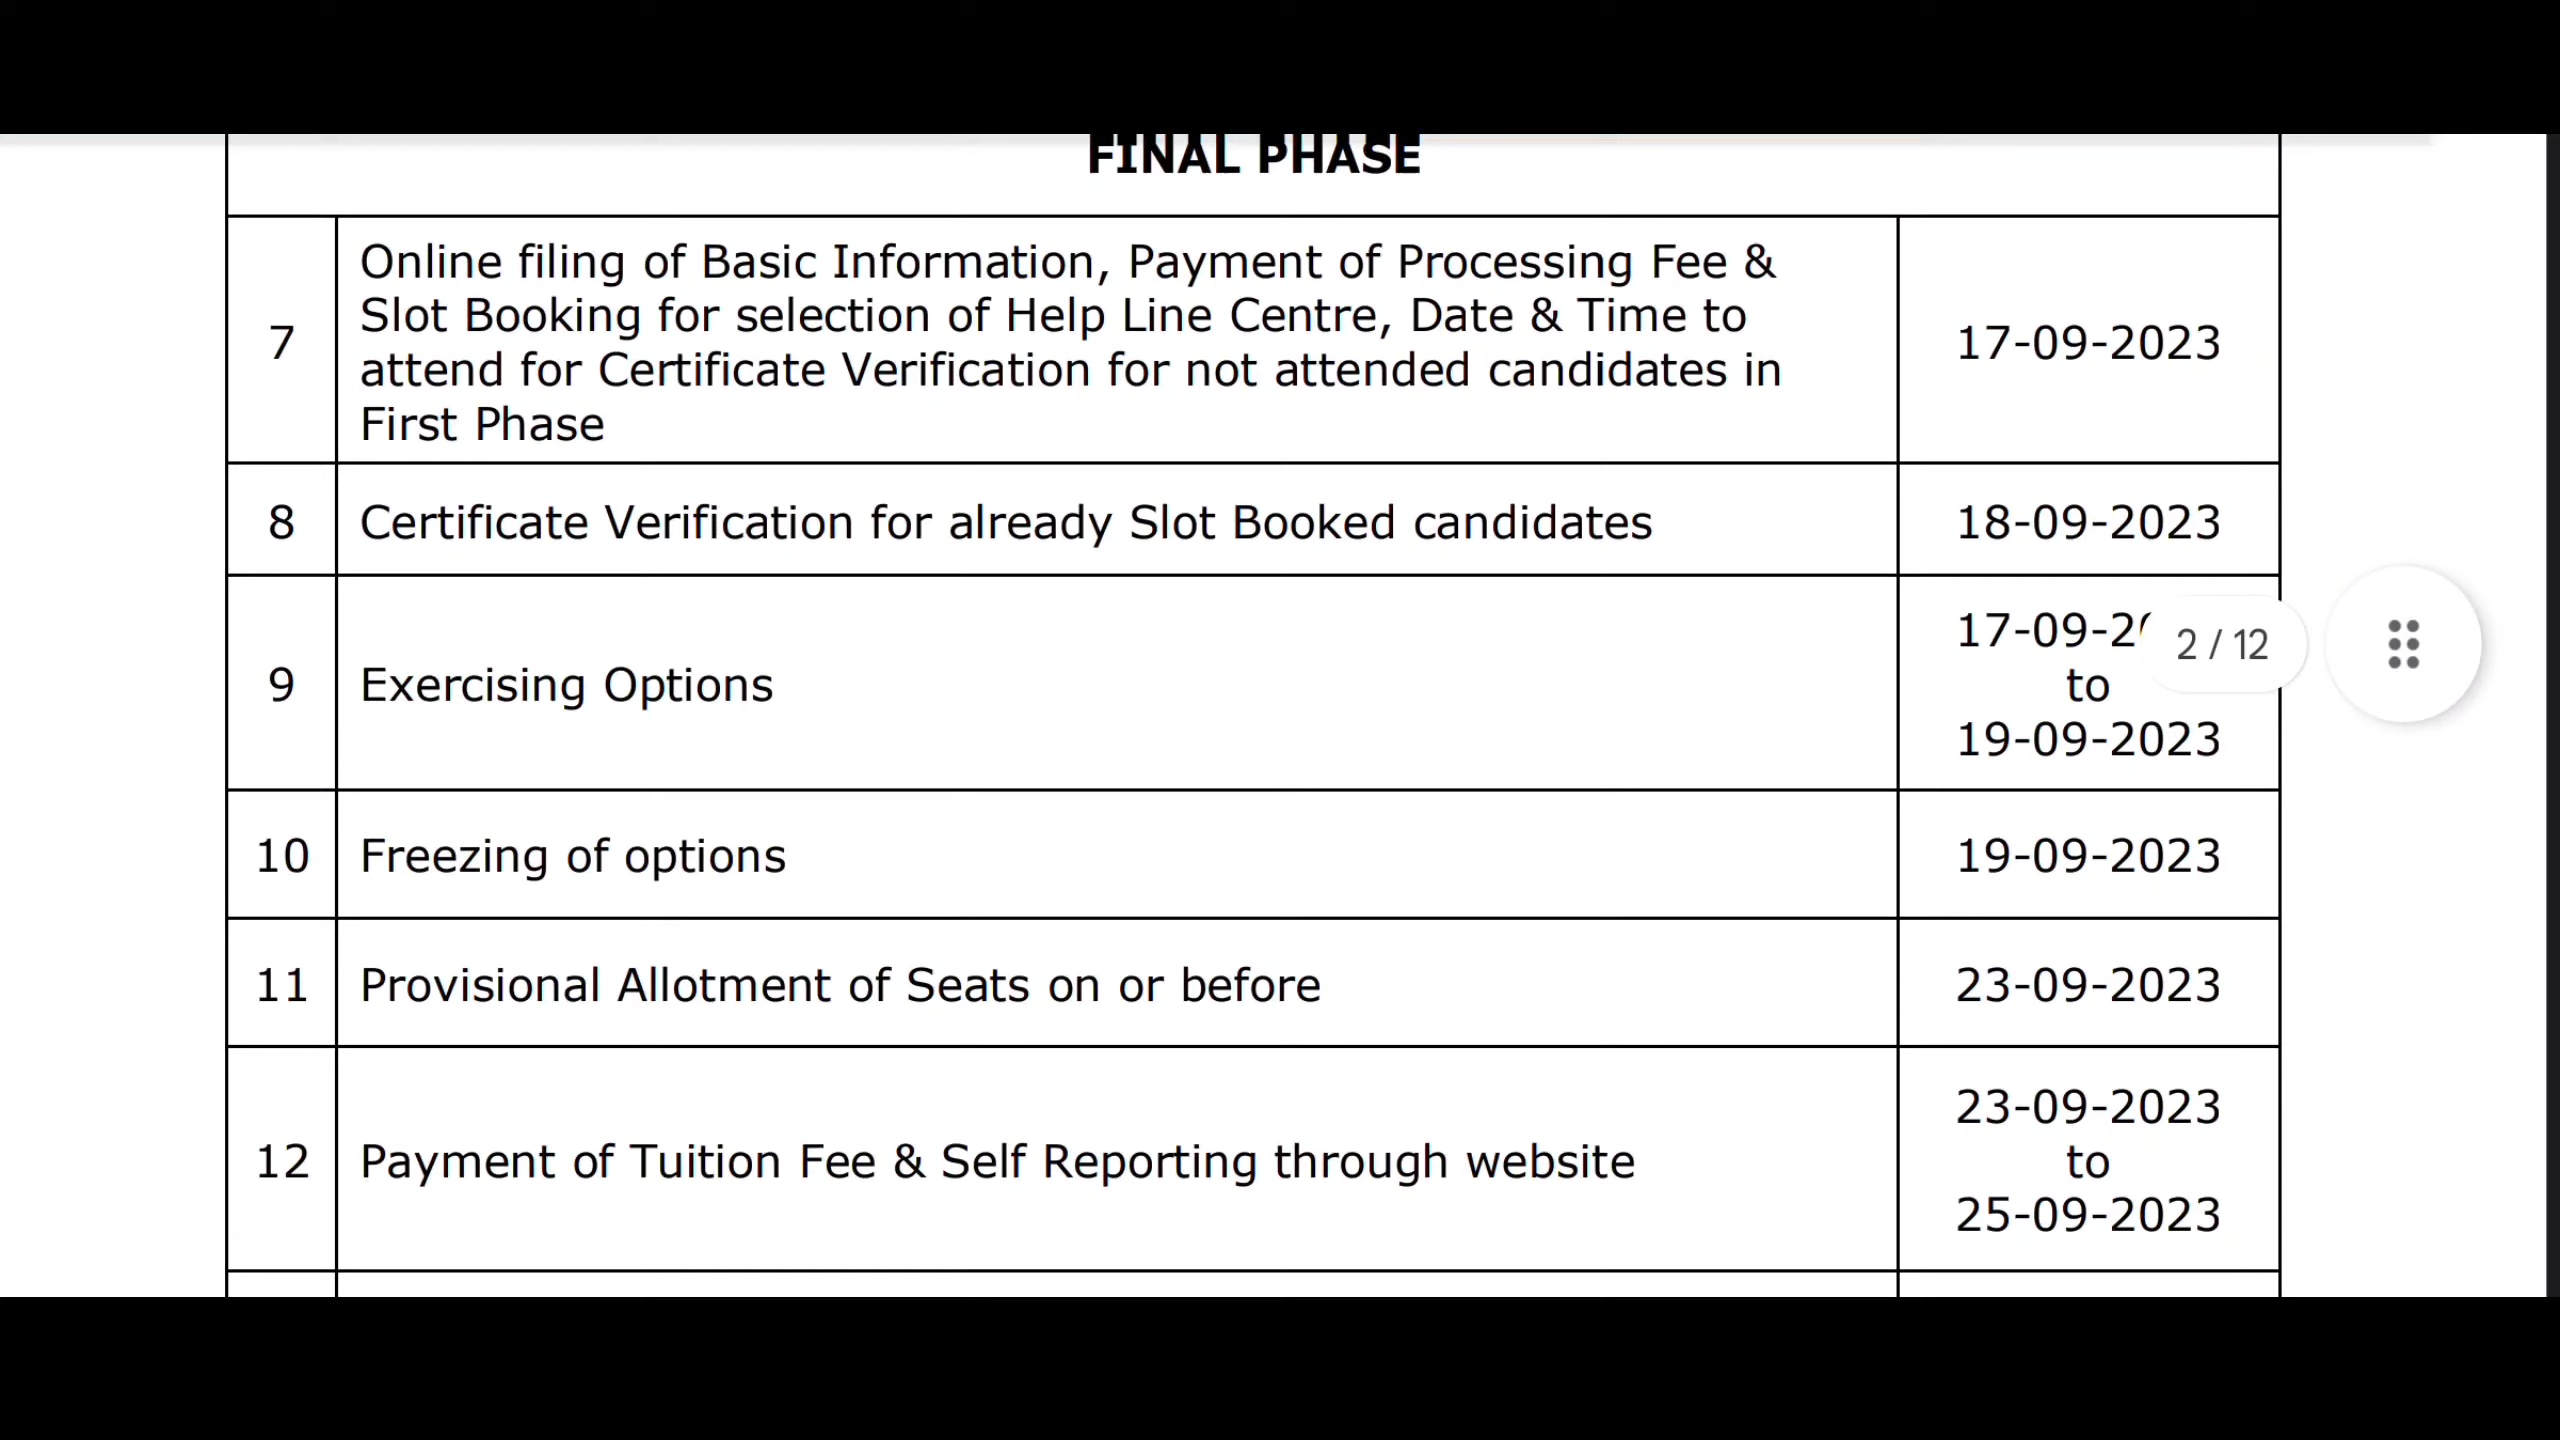 FINAL PHASE
7
Online filing of Basic Information, Payment of Processing Fee &
Slot Booking for selection of Help Line Centre, Date & Time to
attend for Certificate Verification for not attended candidates in
First Phase
17-09-2023
8
Certificate Verification for already Slot Booked candidates
18-09-2023
9
Exercising Options
17-09-2
to
19-09-2023
2 / 12
10
Freezing of options
19-09-2023
11
Provisional Allotment of Seats on or before
23-09-2023
12
Payment of Tuition Fee & Self Reporting through website
23-09-2023
to
25-09-2023